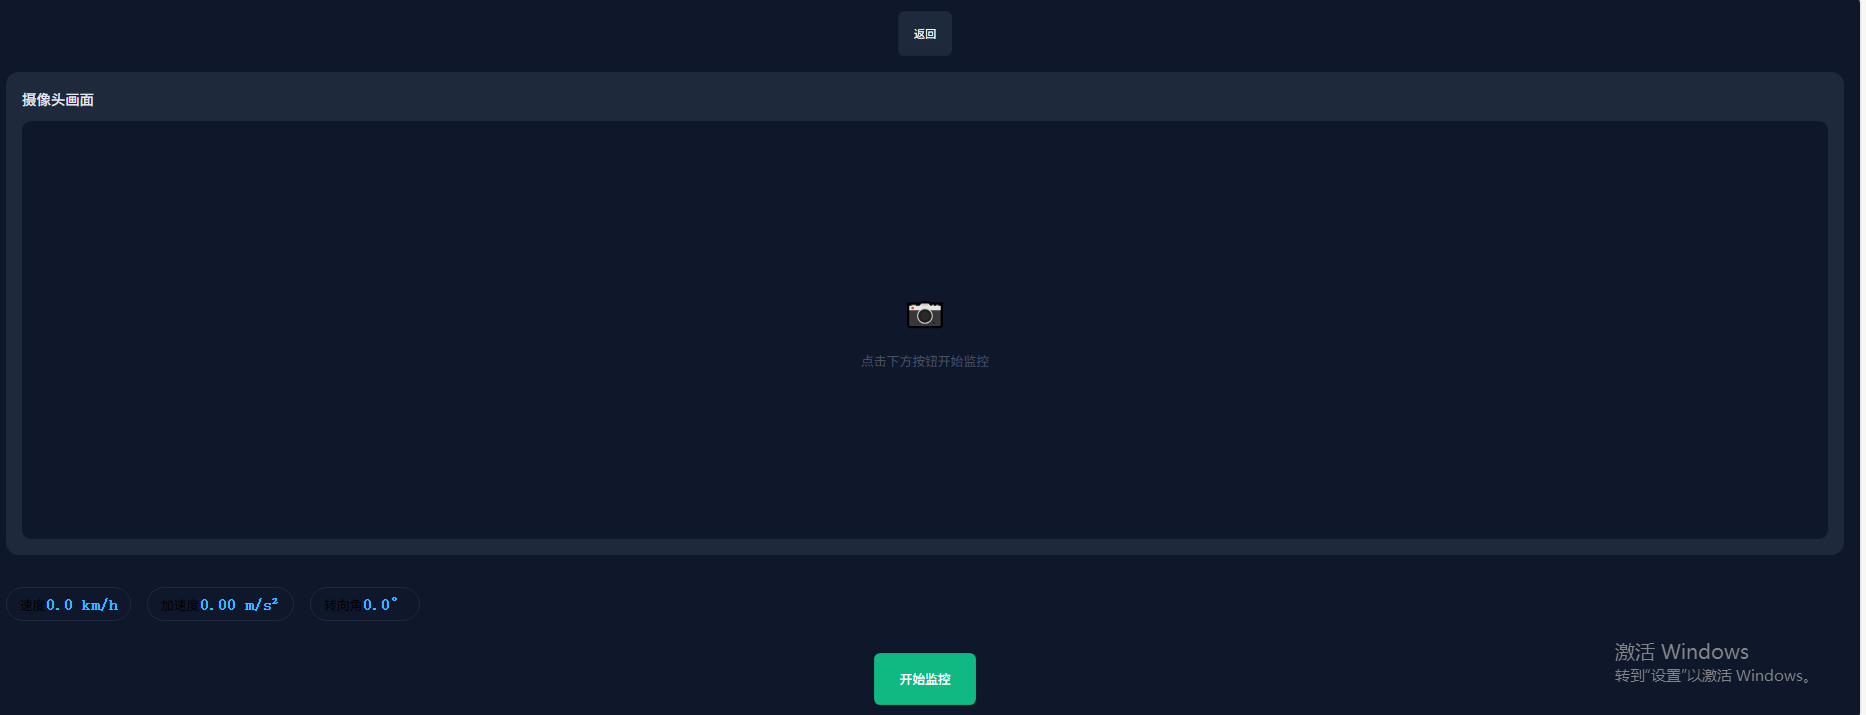 返回
摄像头画面
点击下方按钮开始监控
速度0.0 km/h 加速度0.00 m/s² 转向角0.0°
开始监控
激活 Windows
转到"设置"以激活 Windows。